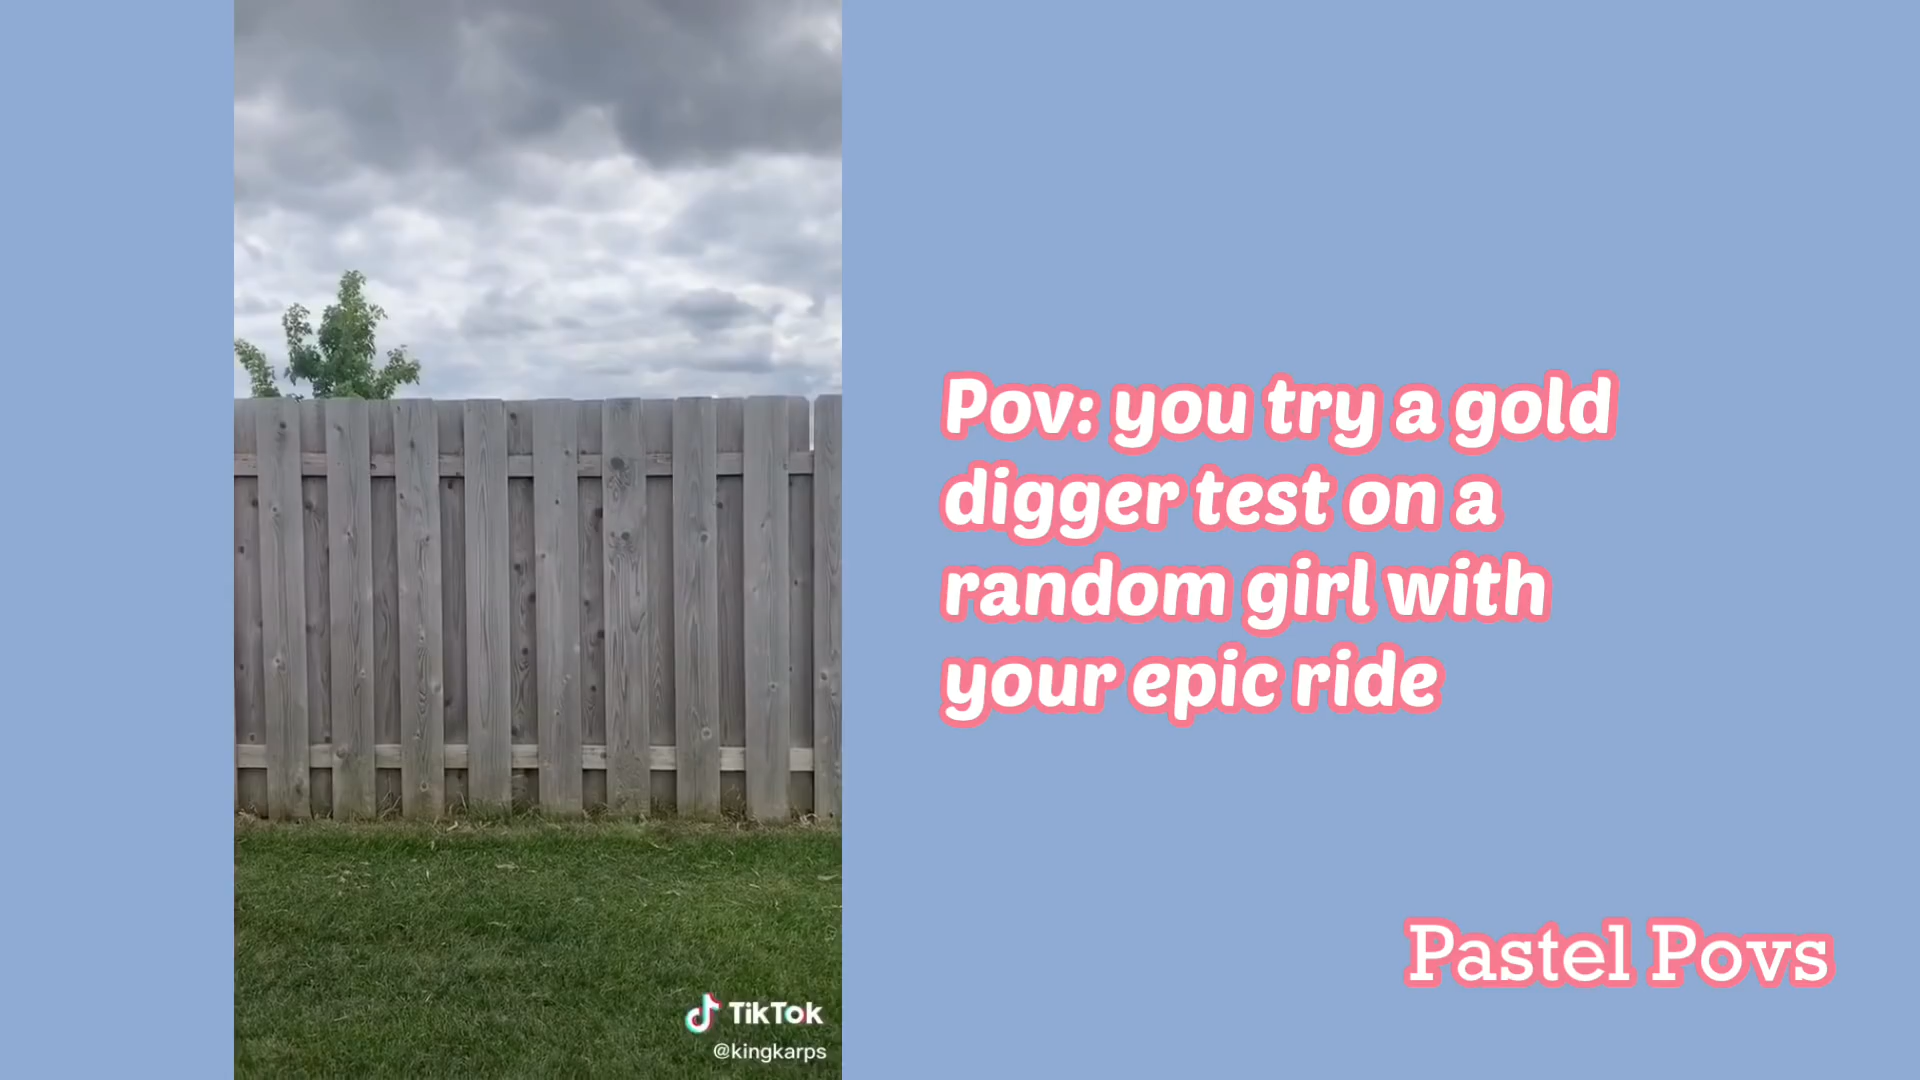 Pov: you try a gold
digger test on a
random girl with
your epic ride
Pastel Povs
TikTok
@kingkarps